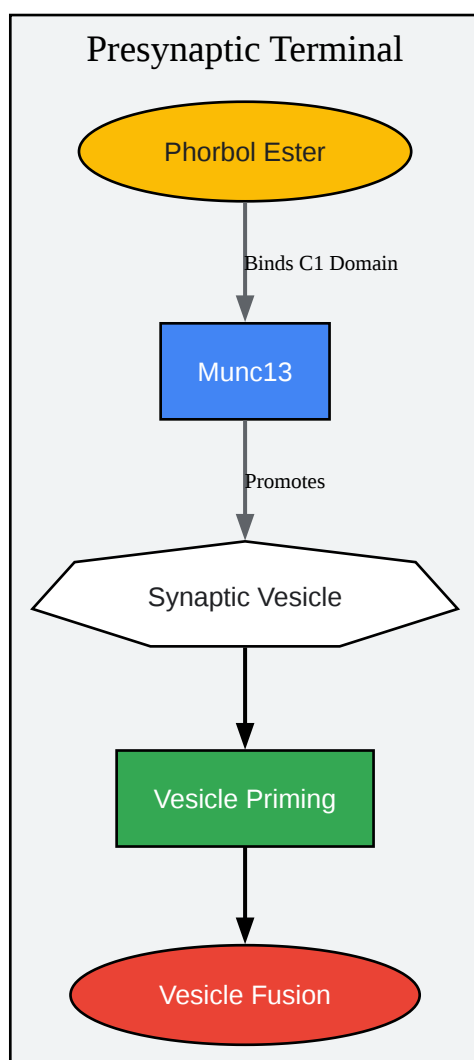 Presynaptic Terminal
Phorbol Ester
Binds C1 Domain
Munc13
Promotes
Synaptic Vesicle
Vesicle Priming
Vesicle Fusion